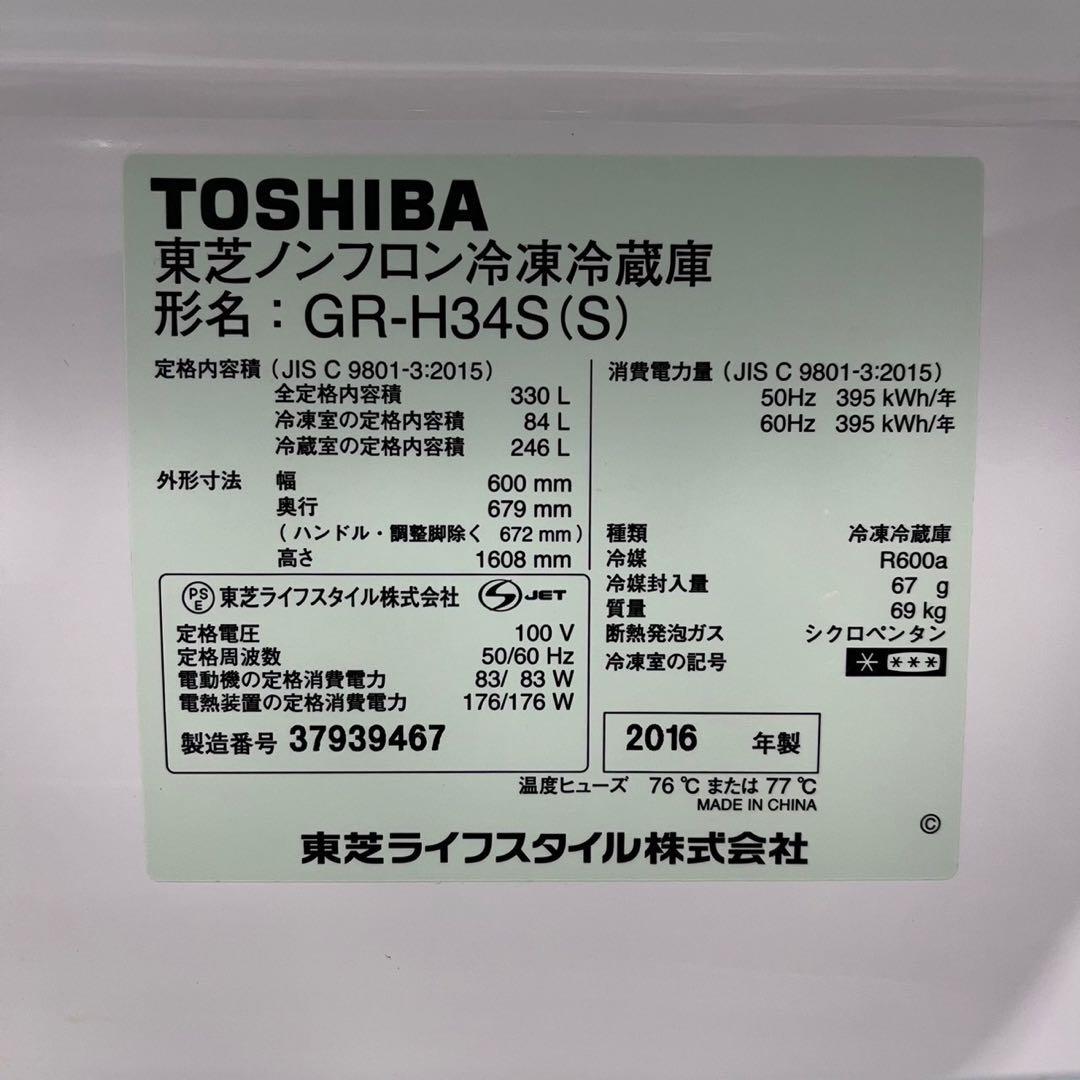 TOSHIBA
東芝ノンフロン冷凍冷蔵庫
形名：GR-H34S(S)
定格内容積 (JIS C 9801-3:2015)
全定格内容積 330 L
冷凍室の定格内容積 84 L
冷蔵室の定格内容積 246 L
外形寸法 幅 600 mm
奥行 679 mm
(ハンドル・調整脚除く 672 mm)
高さ 1608 mm
PSE 東芝ライフスタイル株式会社 S JET
定格電圧 100 V
定格周波数 50/60 Hz
電動機の定格消費電力 83/ 83 W
電熱装置の定格消費電力 176/176 W
製造番号 37939467
消費電力量 (JIS C 9801-3:2015)
50Hz 395 kWh/年
60Hz 395 kWh/年
種類 冷凍冷蔵庫
冷媒 R600a
冷媒封入量 67 g
質量 69 kg
断熱発泡ガス シクロペンタン
冷凍室の記号 * ***
2016 年製
温度ヒューズ 76 ℃ または 77 ℃
MADE IN CHINA
©
東芝ライフスタイル株式会社